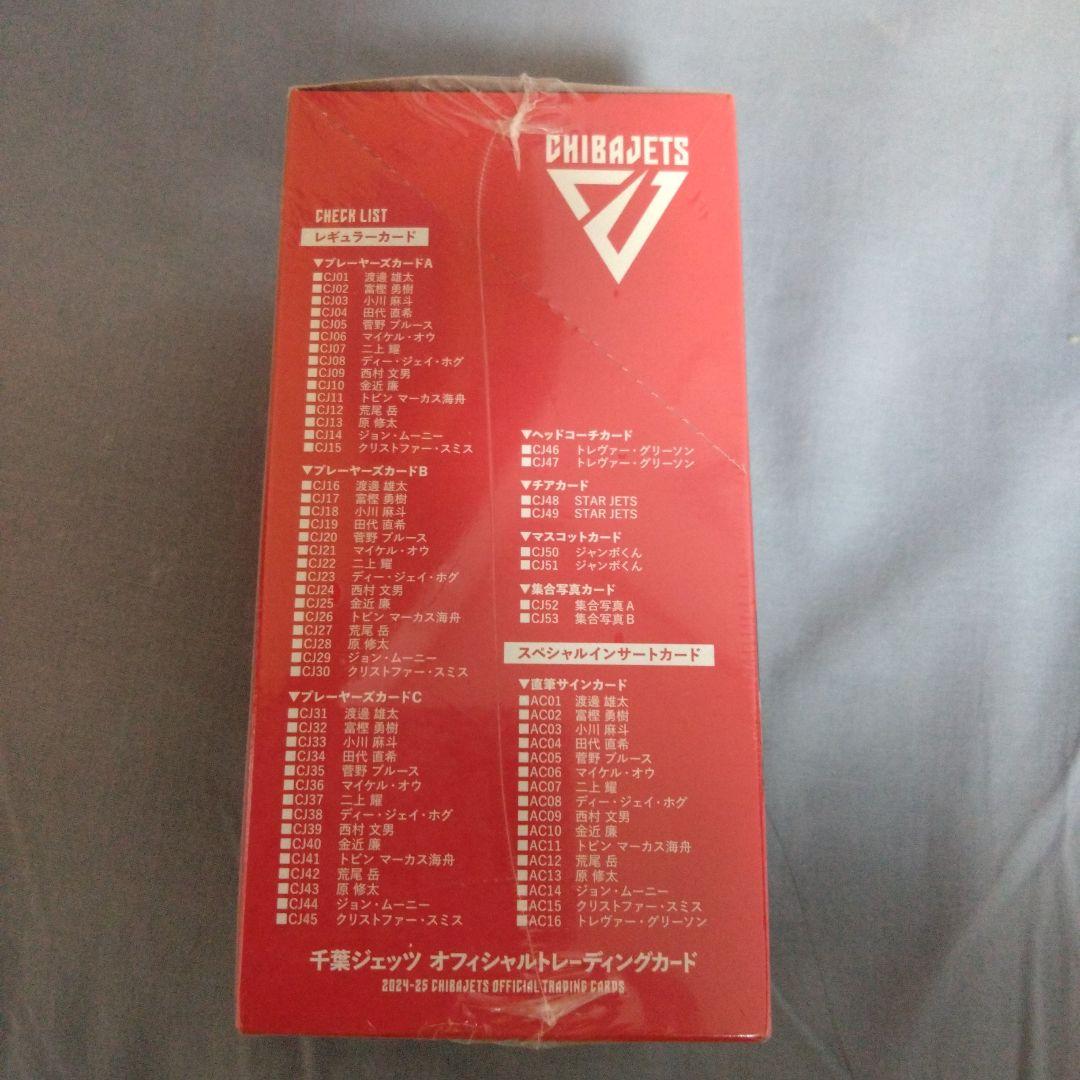 CHIBAJETS
CHECK LIST
レギュラーカード
▼プレーヤーズカードA
■CJ01 渡邊 雄太
■CJ02 富樫 勇樹
■CJ03 小川 麻斗
■CJ04 田代 直希
■CJ05 菅野 ブルース
■CJ06 マイケル・オウ
■CJ07 二上 耀
■CJ08 ディー・ジェイ・ホグ
■CJ09 西村 文男
■CJ10 金近 廉
■CJ11 トビン マーカス海舟
■CJ12 荒尾 岳
■CJ13 原 修太
■CJ14 ジョン・ムーニー
■CJ15 クリストファー・スミス
▼プレーヤーズカードB
■CJ16 渡邊 雄太
■CJ17 富樫 勇樹
■CJ18 小川 麻斗
■CJ19 田代 直希
■CJ20 菅野 ブルース
■CJ21 マイケル・オウ
■CJ22 二上 耀
■CJ23 ディー・ジェイ・ホグ
■CJ24 西村 文男
■CJ25 金近 廉
■CJ26 トビン マーカス海舟
■CJ27 荒尾 岳
■CJ28 原 修太
■CJ29 ジョン・ムーニー
■CJ30 クリストファー・スミス
▼プレーヤーズカードC
■CJ31 渡邊 雄太
■CJ32 富樫 勇樹
■CJ33 小川 麻斗
■CJ34 田代 直希
■CJ35 菅野 ブルース
■CJ36 マイケル・オウ
■CJ37 二上 耀
■CJ38 ディー・ジェイ・ホグ
■CJ39 西村 文男
■CJ40 金近 廉
■CJ41 トビン マーカス海舟
■CJ42 荒尾 岳
■CJ43 原 修太
■CJ44 ジョン・ムーニー
■CJ45 クリストファー・スミス
▼ヘッドコーチカード
■CJ46 トレヴァー・グリーソン
■CJ47 トレヴァー・グリーソン
▼チアカード
■CJ48 STAR JETS
■CJ49 STAR JETS
▼マスコットカード
■CJ50 ジャンボくん
■CJ51 ジャンボくん
▼集合写真カード
■CJ52 集合写真A
■CJ53 集合写真B
スペシャルインサートカード
▼直筆サインカード
■AC01 渡邊 雄太
■AC02 富樫 勇樹
■AC03 小川 麻斗
■AC04 田代 直希
■AC05 菅野 ブルース
■AC06 マイケル・オウ
■AC07 二上 耀
■AC08 ディー・ジェイ・ホグ
■AC09 西村 文男
■AC10 金近 廉
■AC11 トビン マーカス海舟
■AC12 荒尾 岳
■AC13 原 修太
■AC14 ジョン・ムーニー
■AC15 クリストファー・スミス
■AC16 トレヴァー・グリーソン
千葉ジェッツ オフィシャルトレーディングカード
2024-25 CHIBAJETS OFFICIAL TRADING CARDS